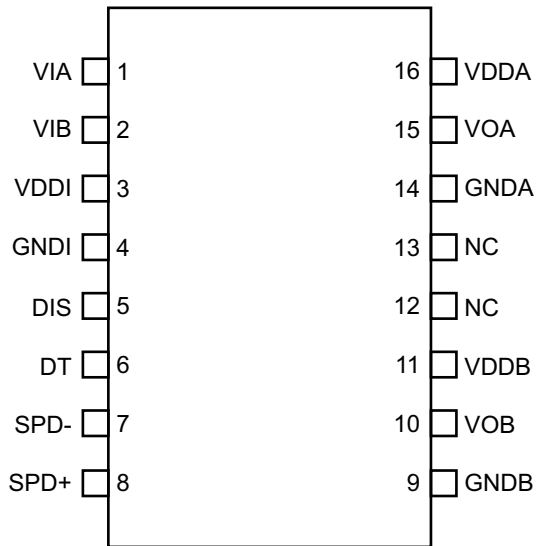 VIA 1 16 VDDA
VIB 2 15 VOA
VDDI 3 14 GNDA
GNDI 4 13 NC
DIS 5 12 NC
DT 6 11 VDDB
SPD- 7 10 VOB
SPD+ 8 9 GNDB